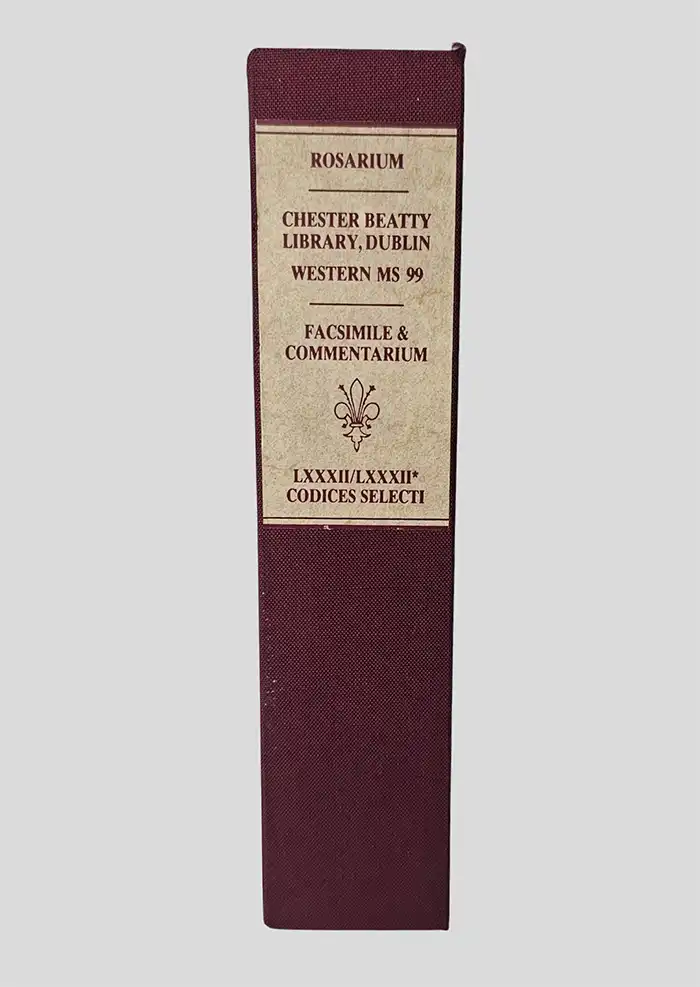 ROSARIUM
CHESTER BEATTY
LIBRARY, DUBLIN
WESTERN MS 99
FACSIMILE &
COMMENTARIUM
LXXXII/LXXXII*
CODICES SELECTI